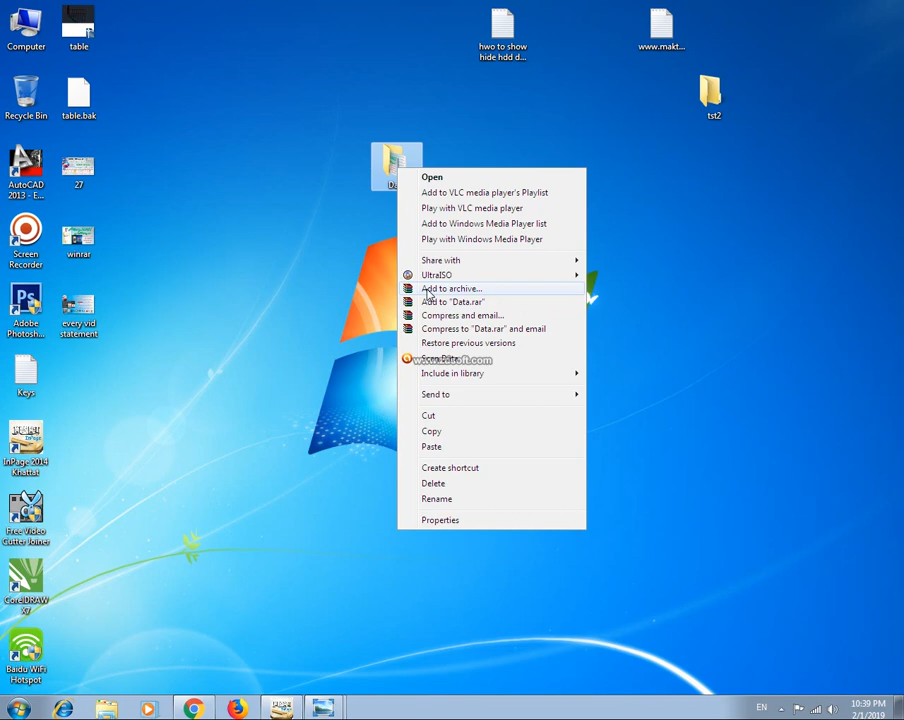 Computer
table
Recycle Bin
table.bak
AutoCAD
2013 - E...
27
Screen
Recorder
winrar
Adobe
Photosh...
every vid
statement
Keys
InPage 2014
Khattat
Free Video
Cutter Joiner
CorelDRAW
X7
Baidu WiFi
Hotspot
hwo to show
hide hdd d...
www.makt...
tst2
Open
Add to VLC media player's Playlist
Play with VLC media player
Add to Windows Media Player list
Play with Windows Media Player
Share with
UltraISO
Add to archive...
Add to "Data.rar"
Compress and email...
Compress to "Data.rar" and email
Restore previous versions
Include in library
Send to
Cut
Copy
Paste
Create shortcut
Delete
Rename
Properties
EN
10:39 PM
2/1/2019